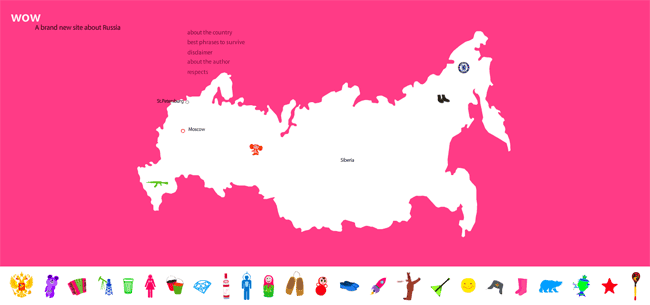 wow
A brand new site about Russia
about the country
best phrases to survive
disclaimer
about the author
respects
St.Petersburg
Moscow
Siberia